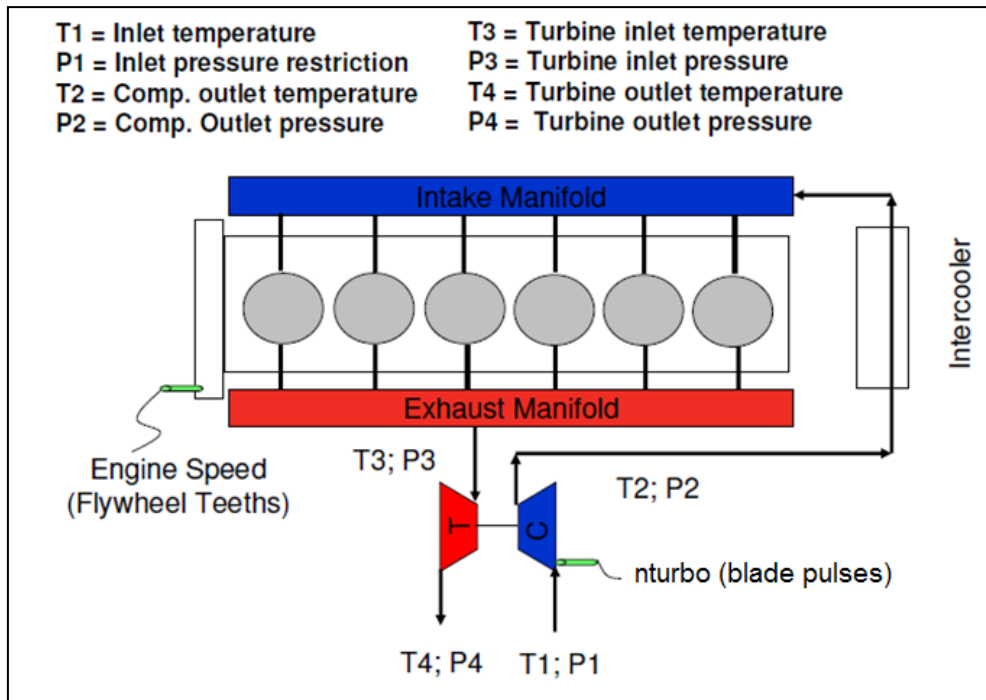 T1 = Inlet temperature
P1 = Inlet pressure restriction
T2 = Comp. outlet temperature
P2 = Comp. Outlet pressure
T3 = Turbine inlet temperature
P3 = Turbine inlet pressure
T4 = Turbine outlet temperature
P4 = Turbine outlet pressure
Intake Manifold
Intercooler
Exhaust Manifold
Engine Speed
(Flywheel Teeths)
T3; P3
T2; P2
T
C
nturbo (blade pulses)
T4; P4
T1; P1